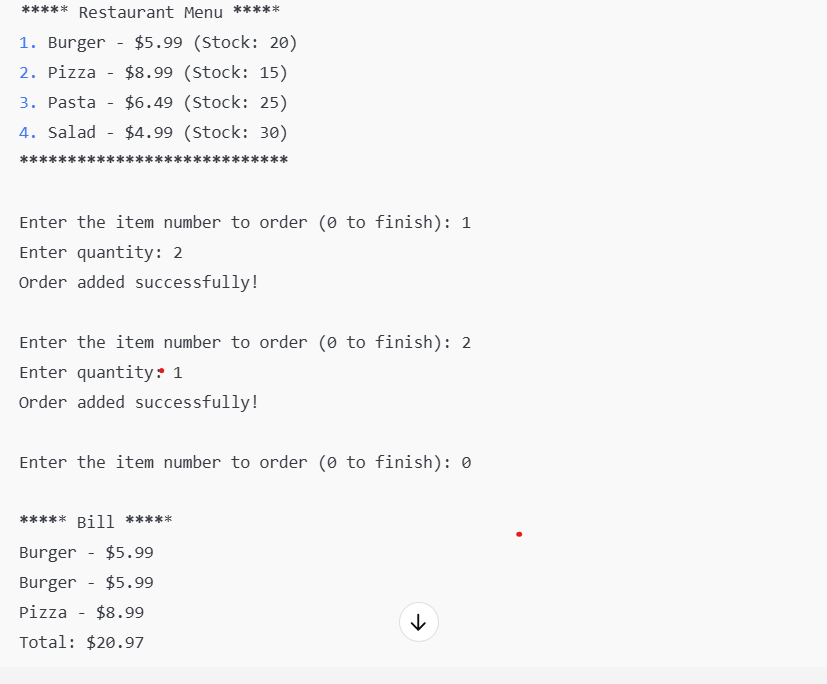 ***** Restaurant Menu *****
1. Burger - $5.99 (Stock: 20)
2. Pizza - $8.99 (Stock: 15)
3. Pasta - $6.49 (Stock: 25)
4. Salad - $4.99 (Stock: 30)
****************************
Enter the item number to order (0 to finish): 1
Enter quantity: 2
Order added successfully!
Enter the item number to order (0 to finish): 2
Enter quantity: 1
Order added successfully!
Enter the item number to order (0 to finish): 0
***** Bill *****
Burger - $5.99
Burger - $5.99
Pizza - $8.99
Total: $20.97